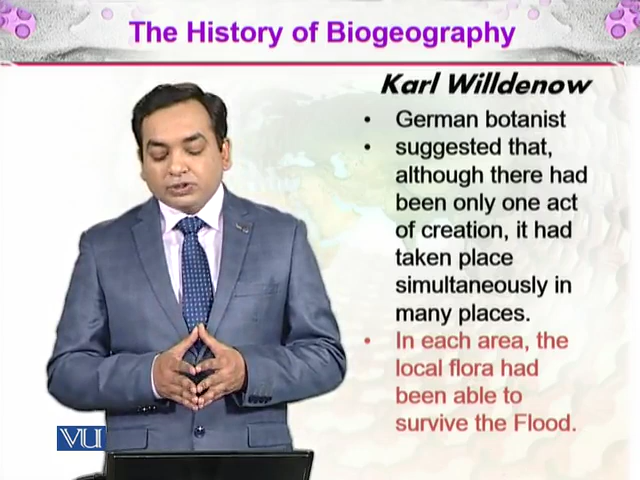 The History of Biogeography
Karl Willdenow
• German botanist
• suggested that,
although there had
been only one act
of creation, it had
taken place
simultaneously in
many places.
• In each area, the
local flora had
been able to
survive the Flood.
VU